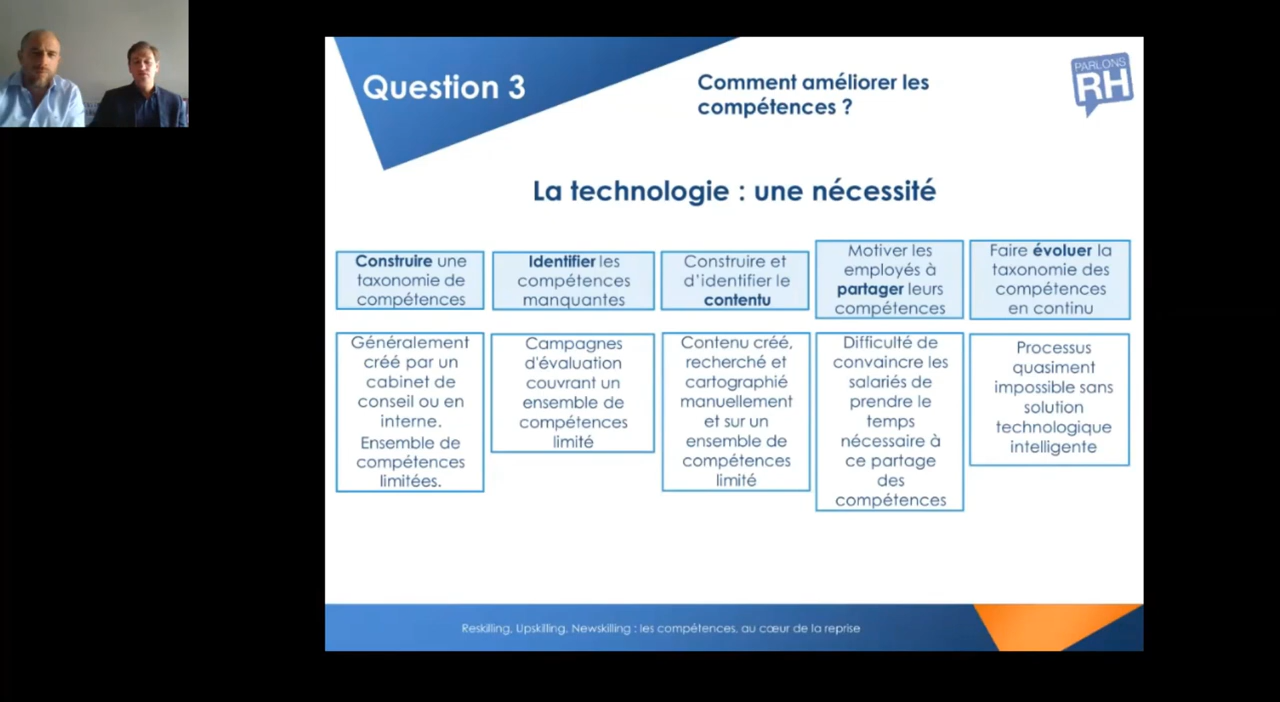 Question 3
Comment améliorer les
compétences ?
PARLONS
RH
La technologie : une nécessité
Construire une
taxonomie de
compétences
Identifier les
compétences
manquantes
Construire et
d'identifier le
contentu
Motiver les
employés à
partager leurs
compétences
Faire évoluer la
taxonomie des
compétences
en continu
Généralement
créé par un
cabinet de
conseil ou en
interne.
Ensemble de
compétences
limitées.
Campagnes
d'évaluation
couvrant un
ensemble de
compétences
limité
Contenu créé,
recherché et
cartographié
manuellement
et sur un
ensemble de
compétences
limité
Difficulté de
convaincre les
salariés de
prendre le
temps
nécessaire à
ce partage
des
compétences
Processus
quasiment
impossible sans
solution
technologique
intelligente
Reskilling, Upskilling, Newskilling : les compétences, au cœur de la reprise